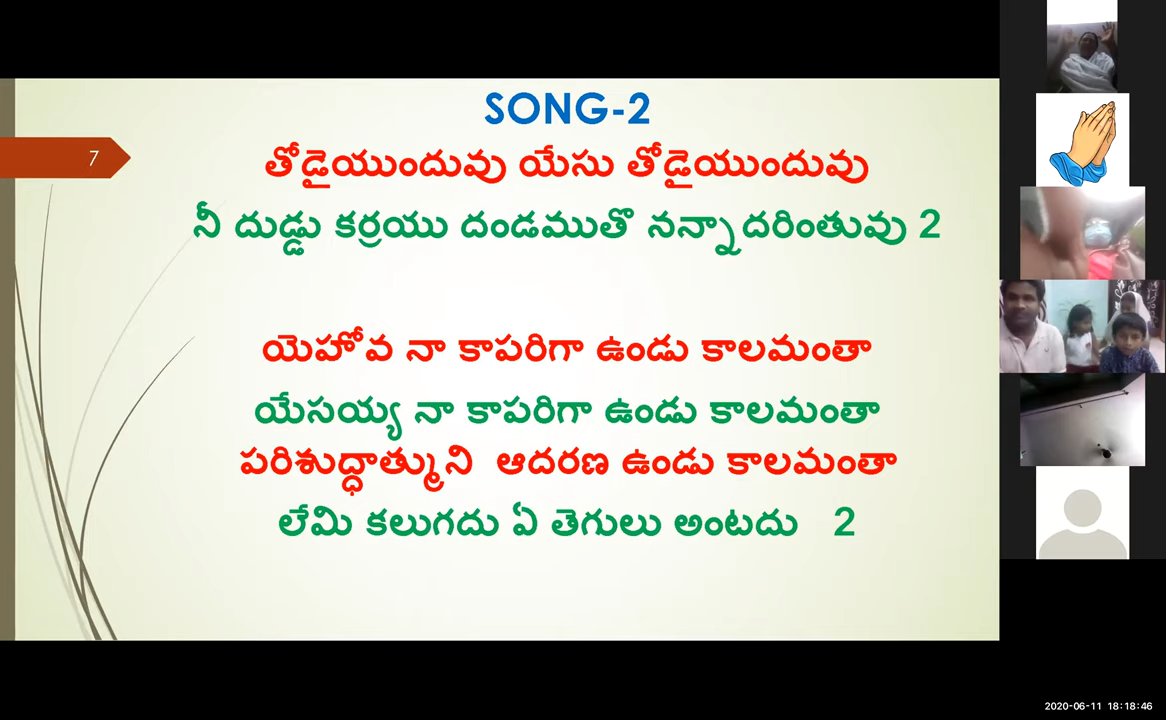 SONG-2
7
తోడైయుందువు యేసు తోడైయుందువు
నీ దుడ్డు కర్రయు దండముతొ నన్నాదరింతువు 2
యెహోవ నా కాపరిగా ఉండు కాలమంతా
యేసయ్య నా కాపరిగా ఉండు కాలమంతా
పరిశుద్ధాత్ముని ఆదరణ ఉండు కాలమంతా
లేమి కలుగదు ఏ తెగులు అంటదు 2
2020-06-11 18:18:46